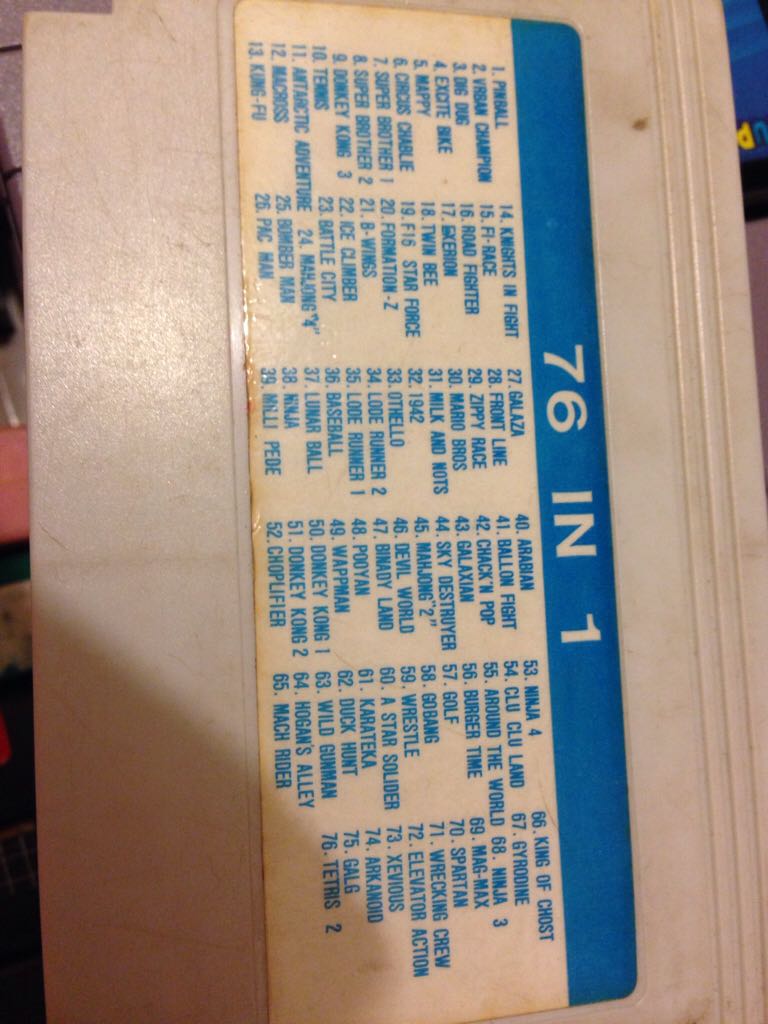 76 IN 1
1. PINBALL
2. VRBAN CHAMPION
3. DIG DUG
4. EXCITE BIKE
5. MAPPY
6. CIRCUS CHABLIE
7. SUPER BROTHER 1
8. SUPER BROTHER 2
9. DONKEY KONG 3
10. TENNIS
11. ANTARCTIC ADVENTURE
12. MACROSS
13. KUNG-FU
14. KNIGHTS IN FIGHT
15. FI-RACE
16. ROAD FIGHTER
17. EXERION
18. TWIN BEE
19. F16 STAR FORCE
20. FORMATION-Z
21. B-WINGS
22. ICE CLIMBER
23. BATTLE CITY
24. MAHJONG "4"
25. BOMBER MAN
26. PAC MAN
27. GALAZA
28. FRONT LINE
29. ZIPPY RACE
30. MARIO BROS
31. MILK AND NOTS
32. 1942
33. OTHELLO
34. LODE RUNNER 2
35. LODE RUNNER 1
36. BASEBALL
37. LUNAR BALL
38. NINJA
39. MILLI PEDE
40. ARABIAN
41. BALLON FIGHT
42. CHACK'N POP
43. GALAXIAN
44. SKY DESTRUYER
45. MAHJONG"2"
46. DEVIL WORLD
47. BINADY LAND
48. POOYAN
49. WAPPMAN
50. DONKEY KONG 1
51. DONKEY KONG 2
52. CHOPLIFIER
53. NINJA 4
54. CLU CLU LAND
55. AROUND THE WORLD
56. BURGER TIME
57. GOLF
58. GOBANG
59. WRESTLE
60. A STAR SOLIDER
61. KARATEKA
62. DUCK HUNT
63. WILD GUNMAN
64. HOGAN'S ALLEY
65. MACH RIDER
66. KING OF CHOST
67. GYRODINE
68. NINJA 3
69. MAG-MAX
70. SPARTAN
71. WRECKING CREW
72. ELEVATOR ACTION
73. XEVIOUS
74. ARKANOID
75. GALG
76. TETRIS 2